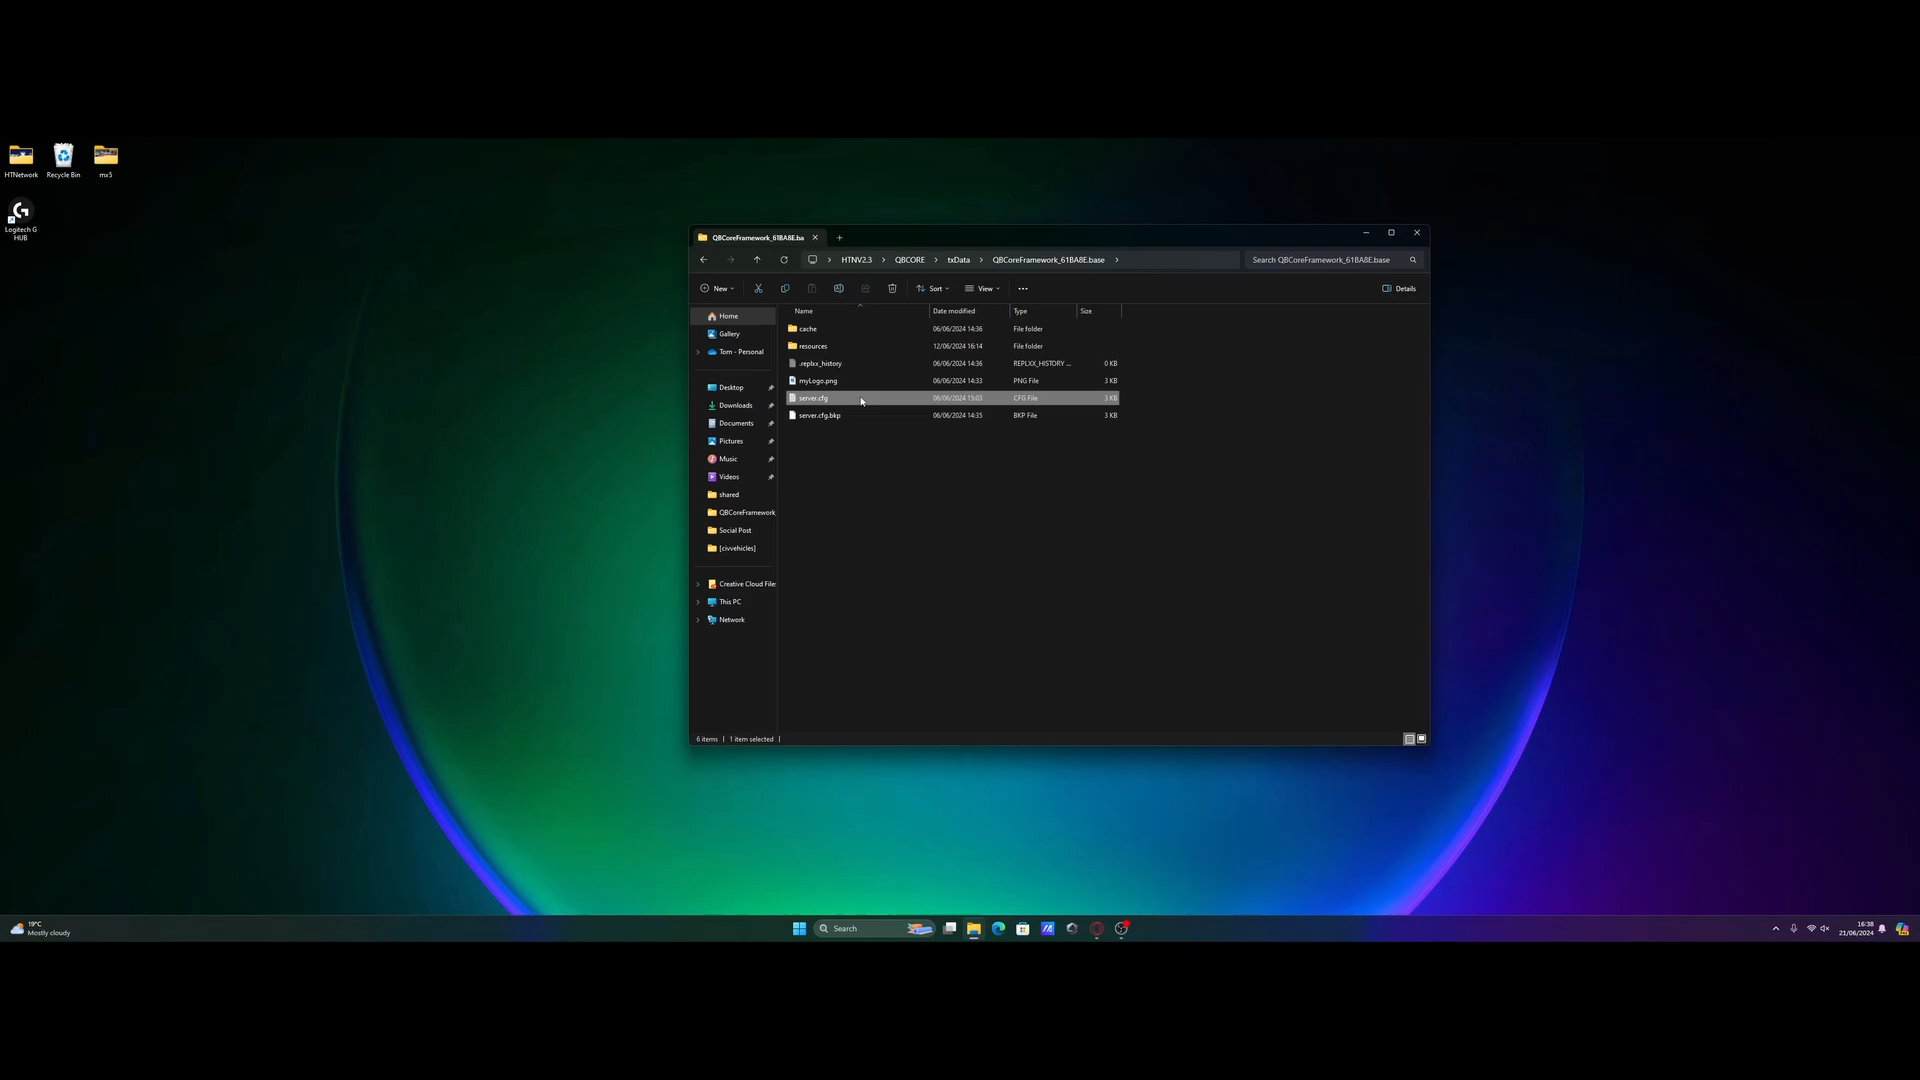 HTNetwork
Recycle Bin
mx5
Logitech G
HUB
QBCoreFramework_61BA8E.ba
HTNV2.3 > QBCORE > txData > QBCoreFramework_61BA8E.base >
Search QBCoreFramework_61BA8E.base
New
Sort
View
Details
Name Date modified Type Size
cache 06/06/2024 14:36 File folder
resources 12/06/2024 16:14 File folder
.replxx_history 06/06/2024 14:36 REPLXX_HISTORY ... 0 KB
myLogo.png 06/06/2024 14:33 PNG File 3 KB
server.cfg 06/06/2024 15:03 CFG File 3 KB
server.cfg.bkp 06/06/2024 14:35 BKP File 3 KB
Home
Gallery
Tom - Personal
Desktop
Downloads
Documents
Pictures
Music
Videos
shared
QBCoreFramework_
Social Post
[civvehicles]
Creative Cloud Files
This PC
Network
6 items 1 item selected
19°C
Mostly cloudy
Search
16:38
21/06/2024